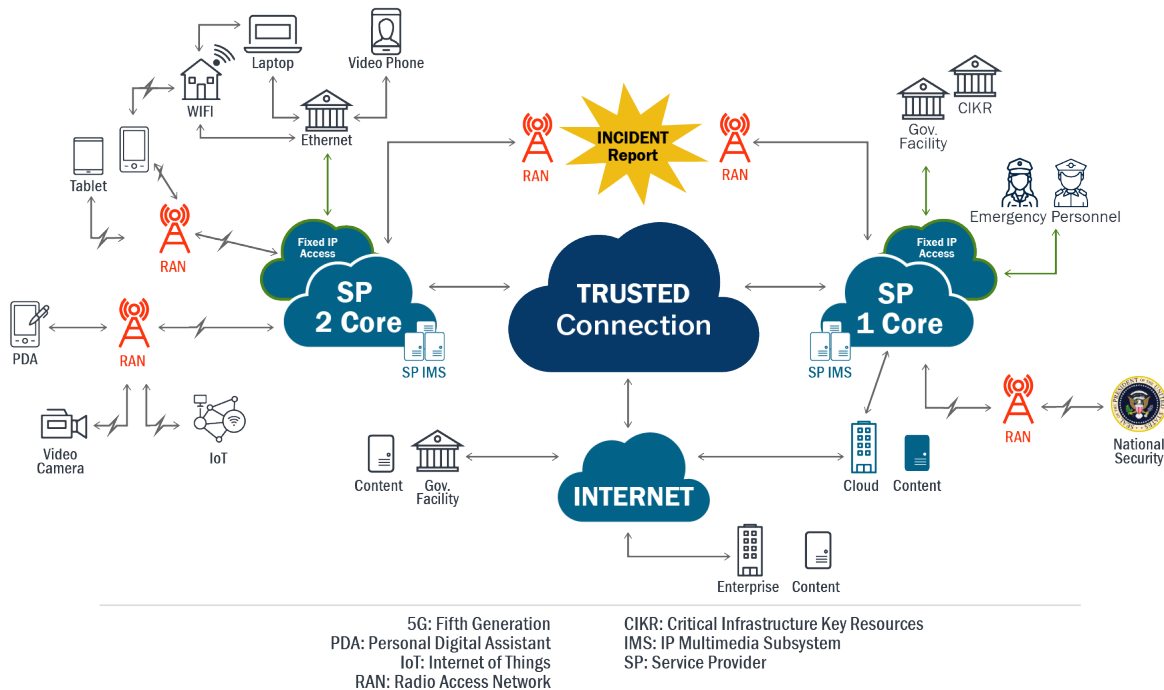 Laptop
Video Phone
WIFI
Ethernet
Tablet
RAN
INCIDENT
Report
RAN
RAN
CIKR
Gov.
Facility
Emergency Personnel
Fixed IP
Access
SP
2 Core
SP IMS
TRUSTED
Connection
Fixed IP
Access
SP
1 Core
SP IMS
PDA
RAN
Video
Camera
IoT
RAN
National
Security
Content
Gov.
Facility
INTERNET
Cloud
Content
Enterprise
Content
5G: Fifth Generation
PDA: Personal Digital Assistant
IoT: Internet of Things
RAN: Radio Access Network
CIKR: Critical Infrastructure Key Resources
IMS: IP Multimedia Subsystem
SP: Service Provider